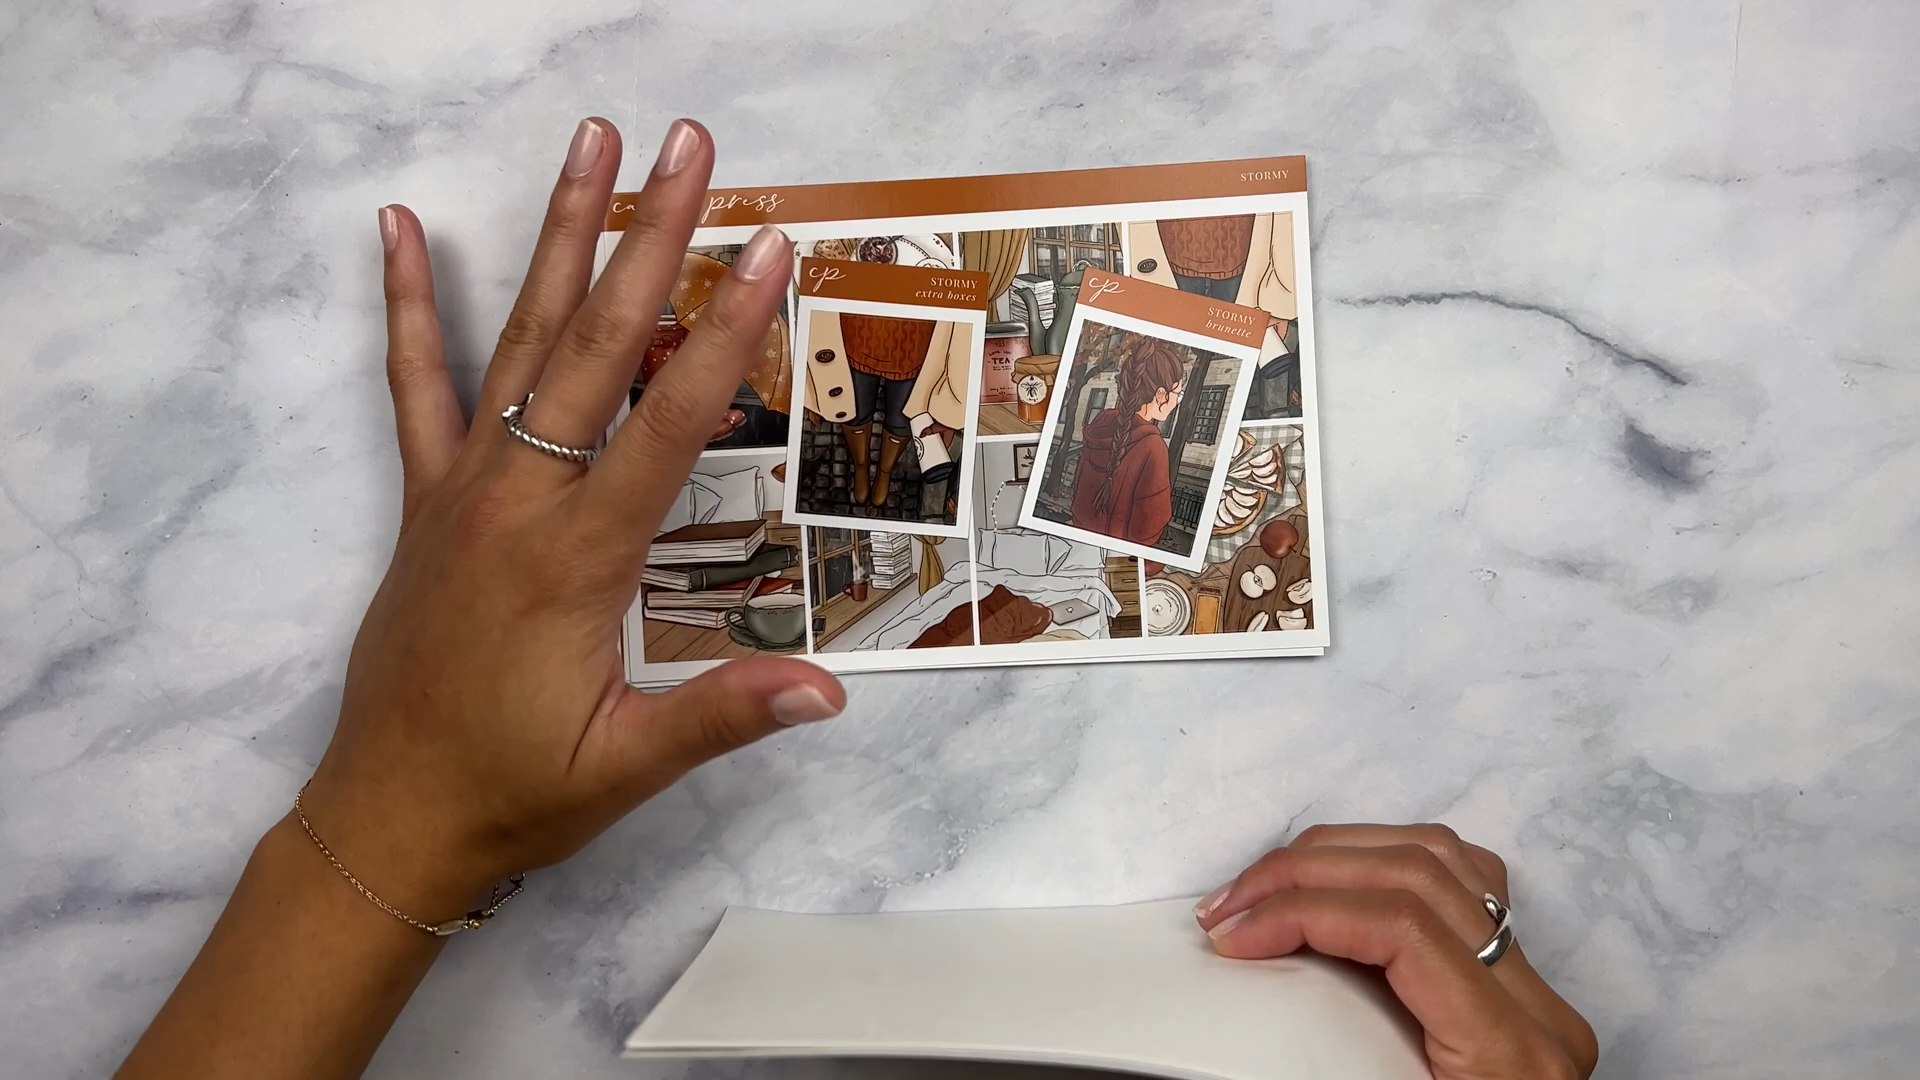 press
STORMY
cp
STORMY
extra boxes
cp
STORMY
brunette
TEA